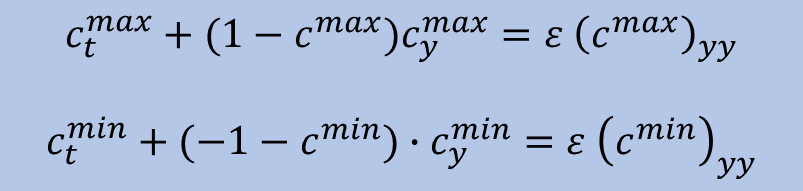 c_t^{max} + (1 − c^{max})c_y^{max} = ε (c^{max})_{yy}
c_t^{min} + (−1 − c^{min}) · c_y^{min} = ε (c^{min})_{yy}